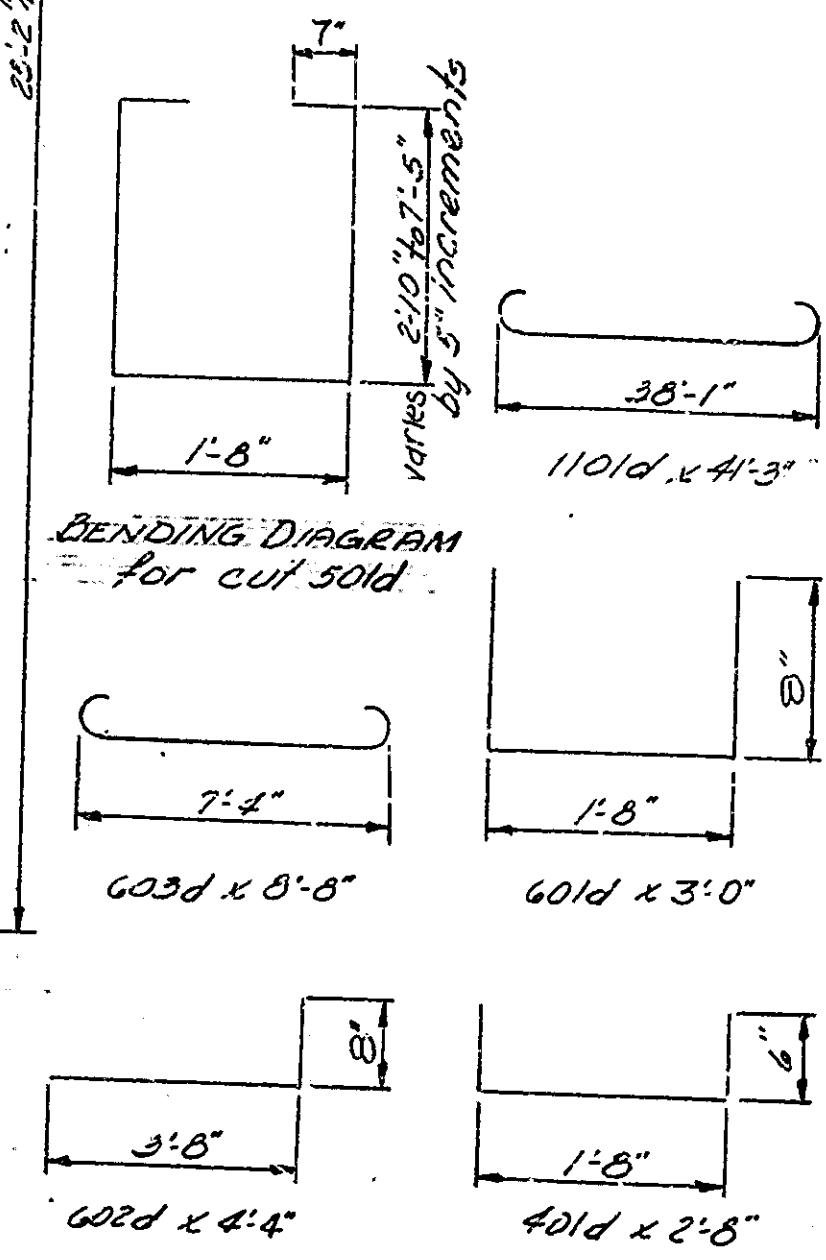 25'-2
7"
varies 2'-10" to 7'-5"
by 5" increments
1'-8"
BENDING DIAGRAM
for cut 501d
38'-1"
1101d x 41'-3"
7'-4"
603d x 8'-8"
8"
1'-8"
601d x 3'-0"
8"
3'-8"
602d x 4'-4"
6"
1'-8"
401d x 2'-8"